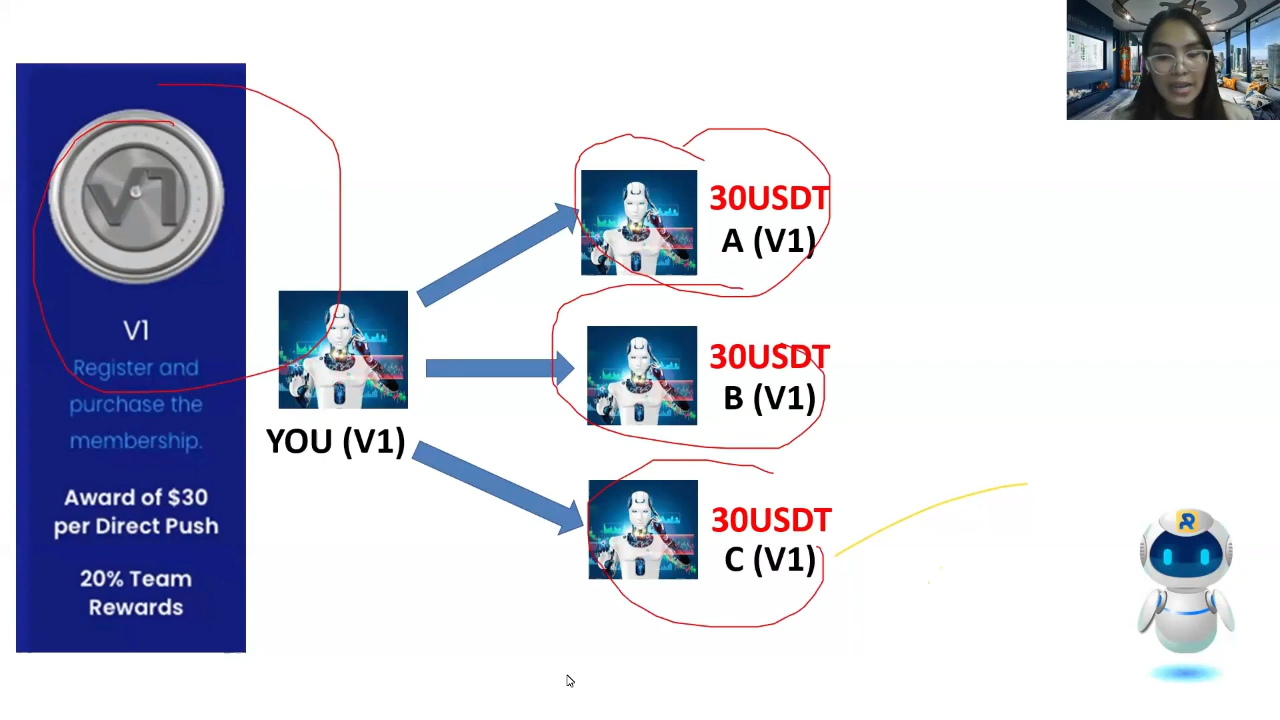 V1
V1
Register and
purchase the
membership.
Award of $30
per Direct Push
20% Team
Rewards
YOU (V1)
30USDT
A (V1)
30USDT
B (V1)
30USDT
C (V1)
R